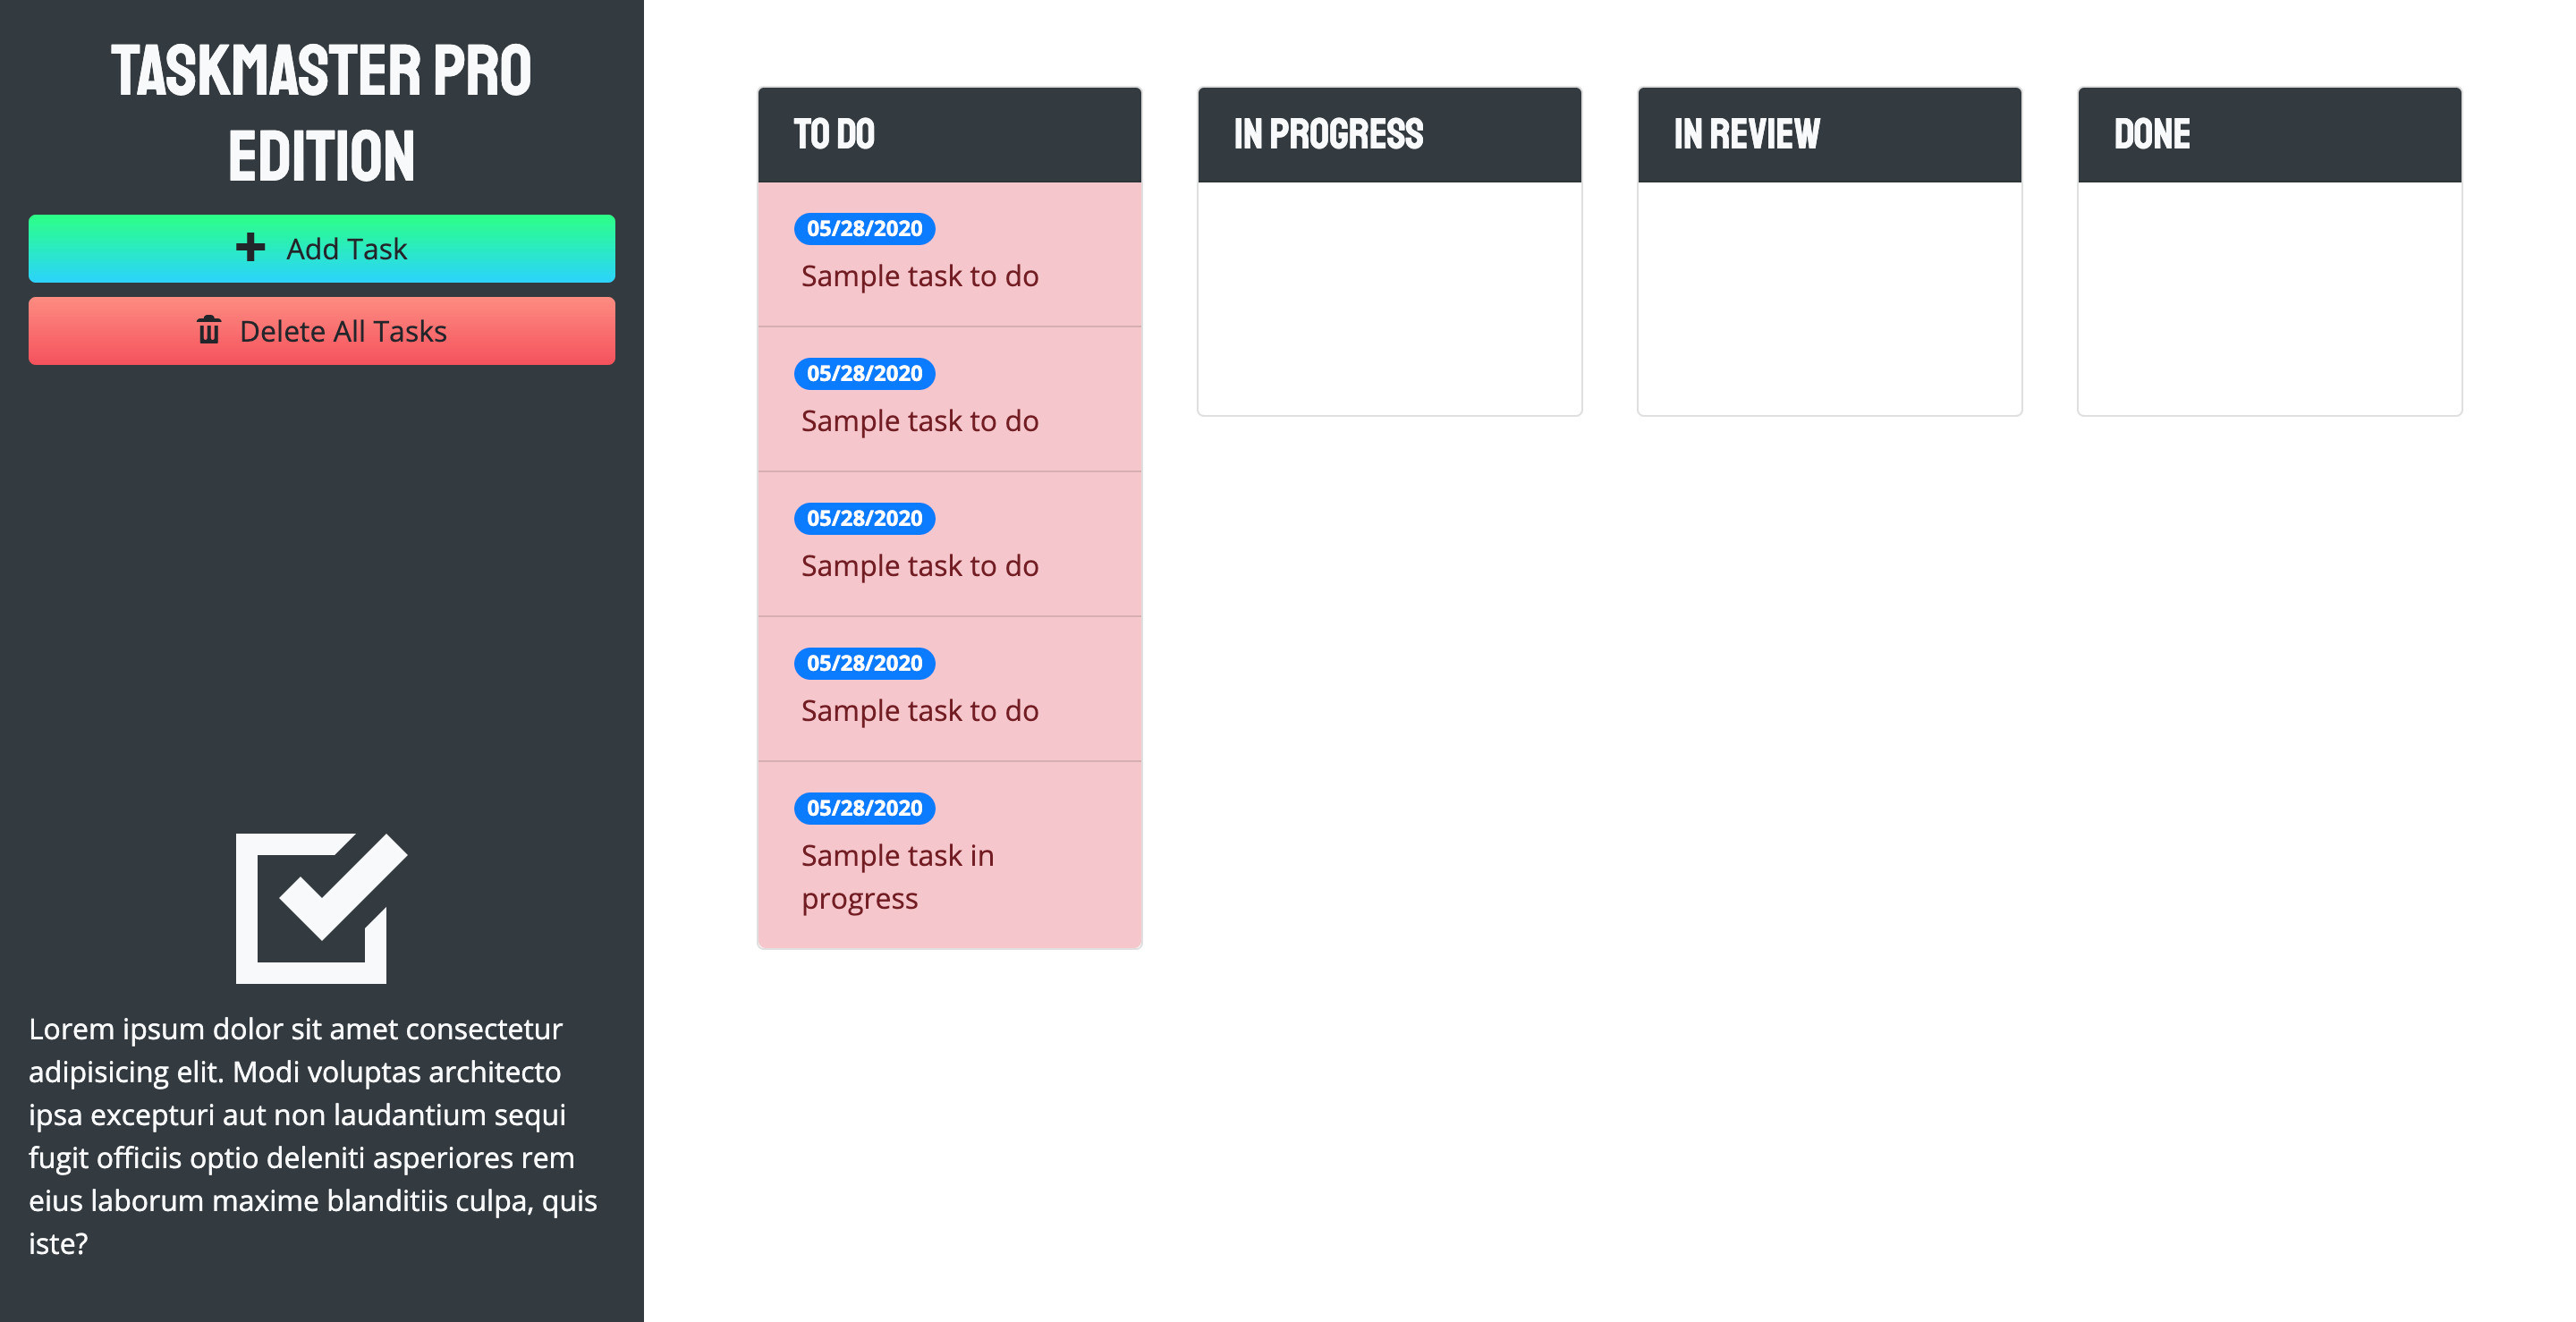 TASKMASTER PRO
EDITION
Add Task
Delete All Tasks
Lorem ipsum dolor sit amet consectetur
adipisicing elit. Modi voluptas architecto
ipsa excepturi aut non laudantium sequi
fugit officiis optio deleniti asperiores rem
eius laborum maxime blanditiis culpa, quis
iste?
TO DO
05/28/2020
Sample task to do
05/28/2020
Sample task to do
05/28/2020
Sample task to do
05/28/2020
Sample task to do
05/28/2020
Sample task in
progress
IN PROGRESS
IN REVIEW
DONE